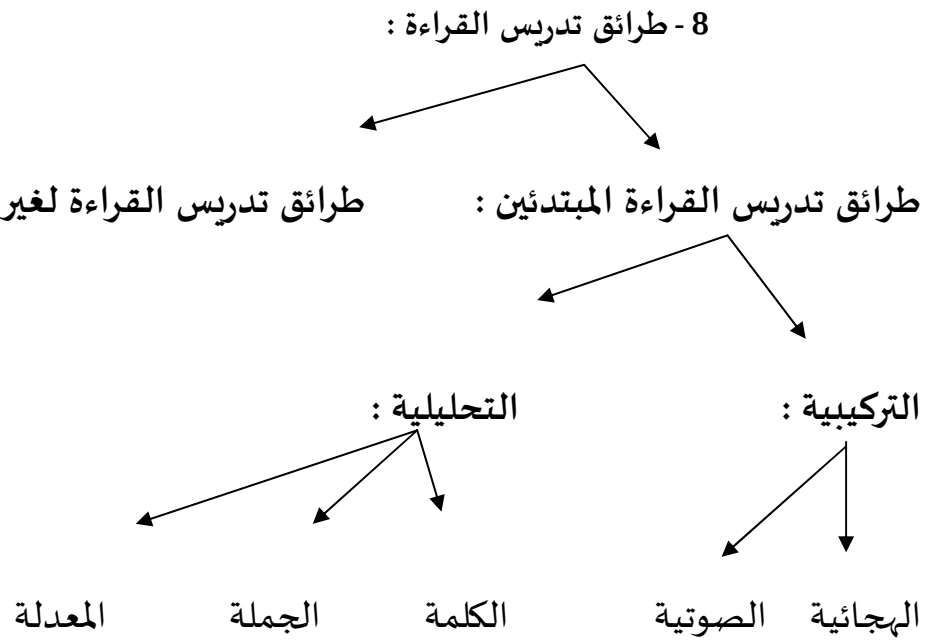 8 - طرائق تدريس القراءة :
طرائق تدريس القراءة المبتدئين : طرائق تدريس القراءة لغير
التركيبية : التحليلية :
الهجائية الصوتية الكلمة الجملة المعدلة